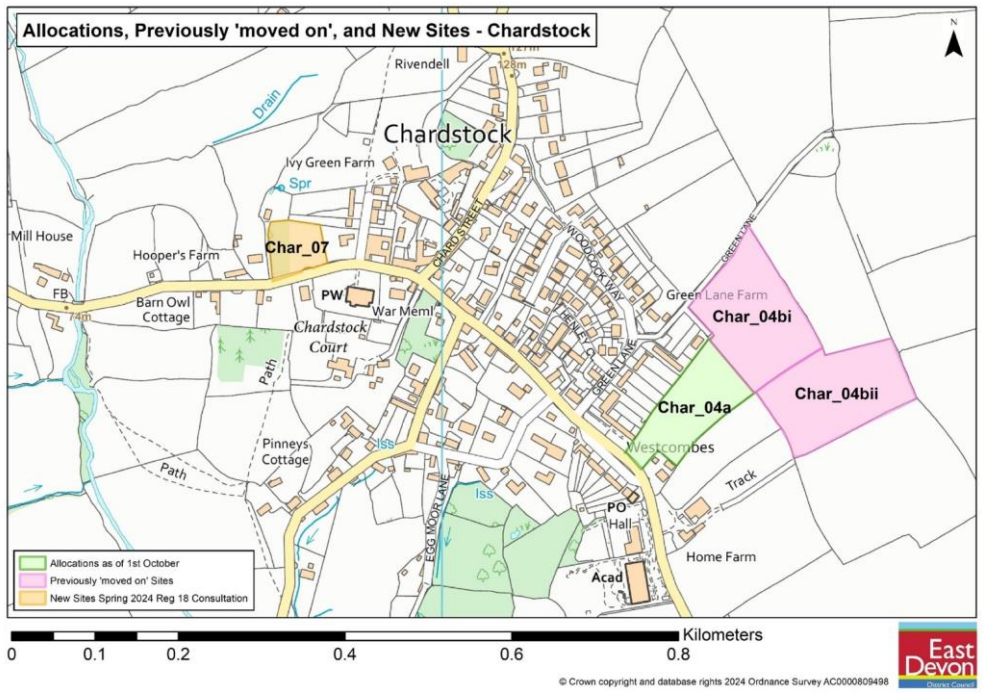 Allocations, Previously 'moved on', and New Sites - Chardstock
N
127m
128m
Rivendell
Drain
Chardstock
Ivy Green Farm
Spr
CHARD STREET
WOODCOCK WAY
GREEN LANE
Mill House
Hooper's Farm
Char_07
Green Lane Farm
Char_04bi
FB
74m
Barn Owl
Cottage
PW
War Meml
Chardstock
Court
HENLEY C
GREEN LANE
Path
Char_04a
Char_04bii
Westcombes
Pinneys
Cottage
Iss
Path
Iss
EGG MOOR LANE
Track
PO
Hall
Home Farm
Acad
Allocations as of 1st October
Previously 'moved on' Sites
New Sites Spring 2024 Reg 18 Consultation
Kilometers
0 0.1 0.2 0.4 0.6 0.8
© Crown copyright and database rights 2024 Ordnance Survey AC0000809498
East
Devon
District Council